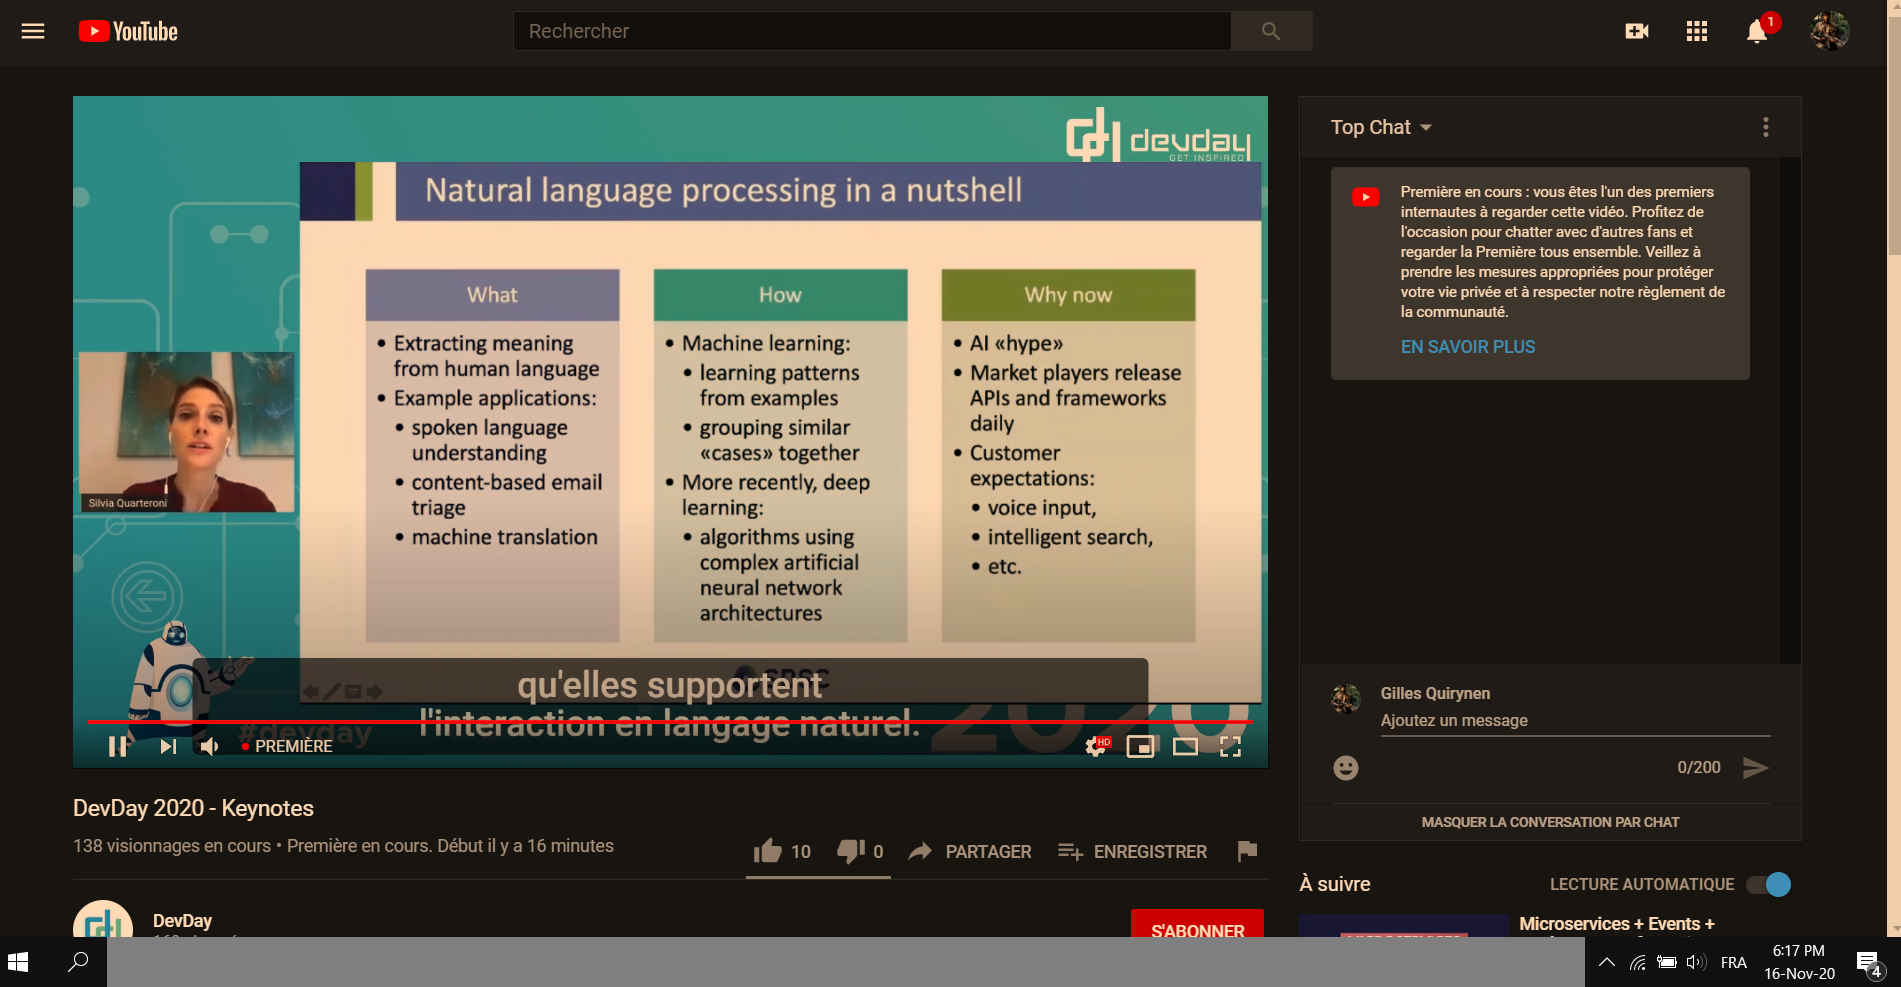 YouTube
Rechercher
1
devday
GET INSPIRED
Natural language processing in a nutshell
What
• Extracting meaning
from human language
• Example applications:
• spoken language
understanding
• content-based email
triage
• machine translation
How
• Machine learning:
• learning patterns
from examples
• grouping similar
«cases» together
• More recently, deep
learning:
• algorithms using
complex artificial
neural network
architectures
Why now
• AI «hype»
• Market players release
APIs and frameworks
daily
• Customer
expectations:
• voice input,
• intelligent search,
• etc.
Silvia Quarteroni
qu'elles supportent
l'interaction en langage naturel.
#devday
2020
PREMIÈRE
HD
DevDay 2020 - Keynotes
138 visionnages en cours • Première en cours. Début il y a 16 minutes
10
0
PARTAGER
ENREGISTRER
DevDay
S'ABONNER
Top Chat
Première en cours : vous êtes l'un des premiers
internautes à regarder cette vidéo. Profitez de
l'occasion pour chatter avec d'autres fans et
regarder la Première tous ensemble. Veillez à
prendre les mesures appropriées pour protéger
votre vie privée et à respecter notre règlement de
la communauté.
EN SAVOIR PLUS
Gilles Quirynen
Ajoutez un message
0/200
MASQUER LA CONVERSATION PAR CHAT
À suivre
LECTURE AUTOMATIQUE
Microservices + Events +
FRA
6:17 PM
16-Nov-20
4